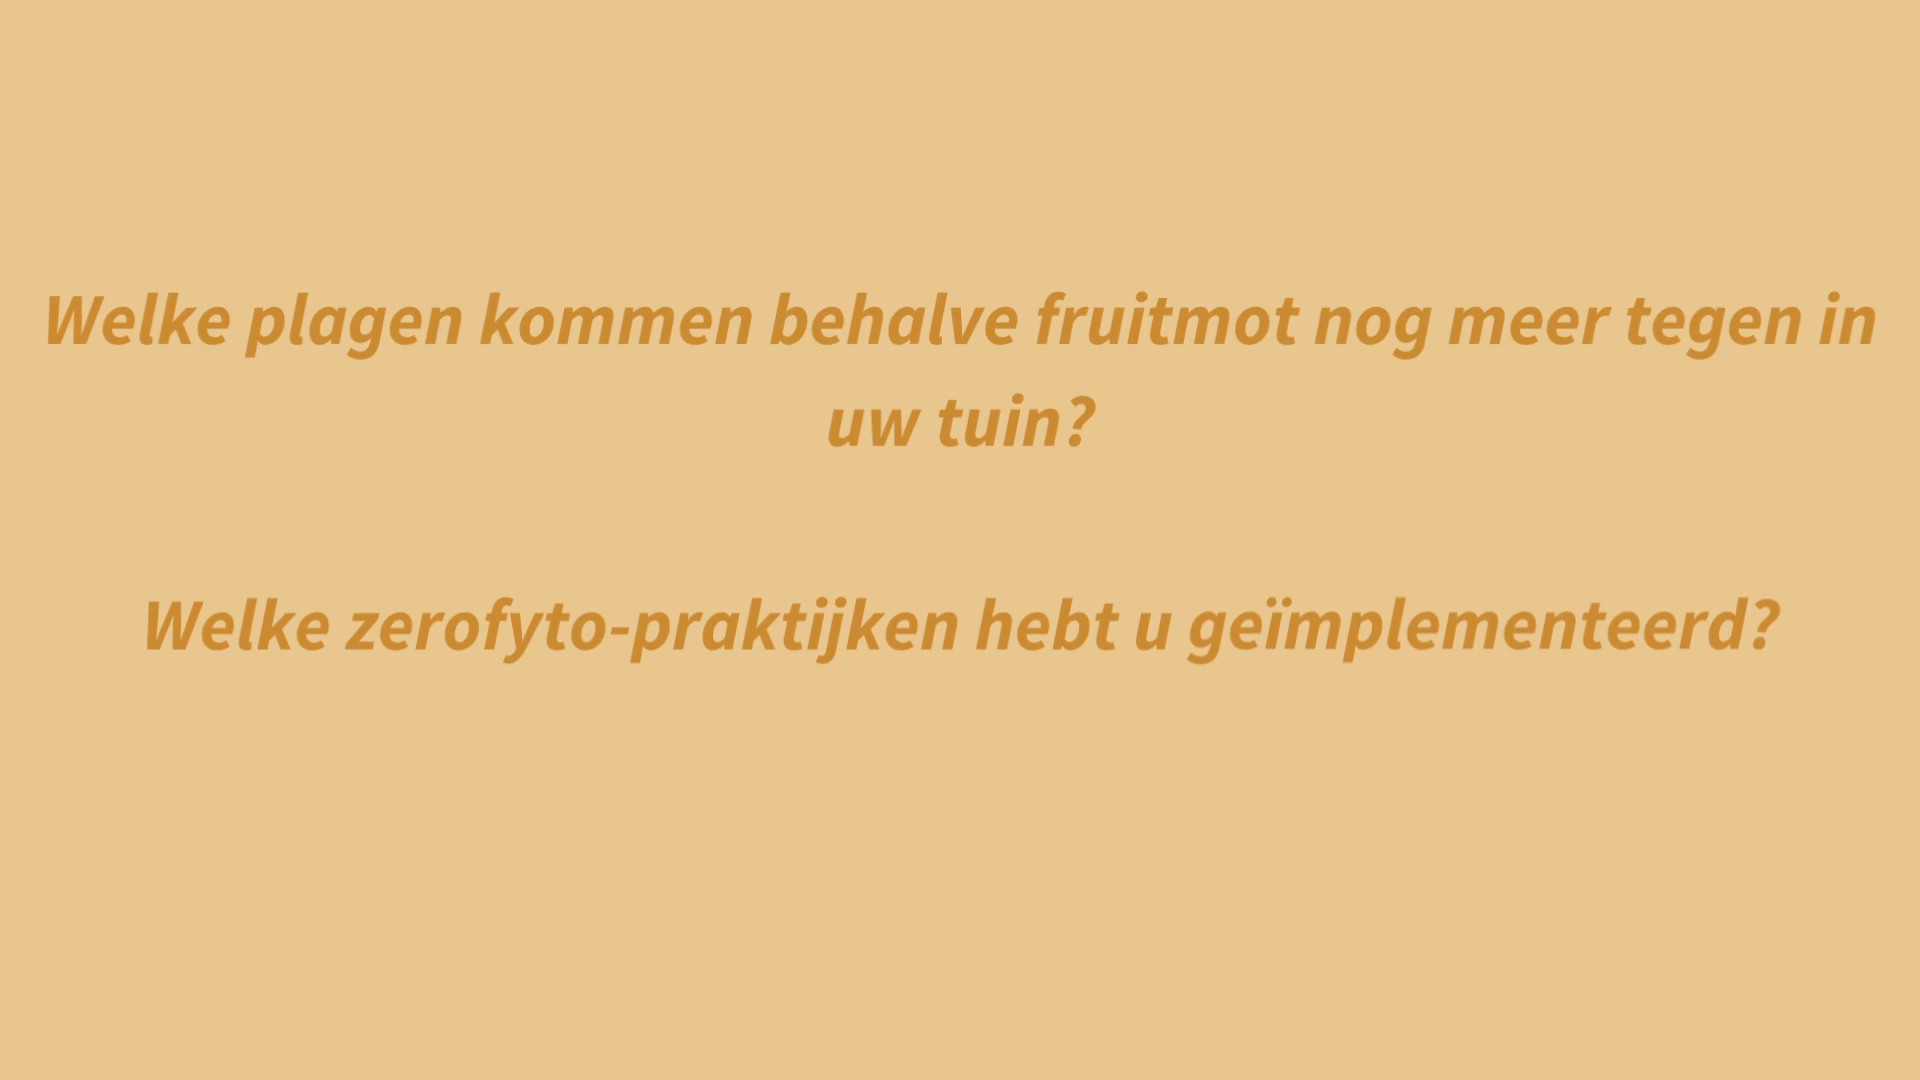 Welke plagen kommen behalve fruitmot nog meer tegen in
uw tuin?
Welke zerofyto-praktijken hebt u geïmplementeerd?